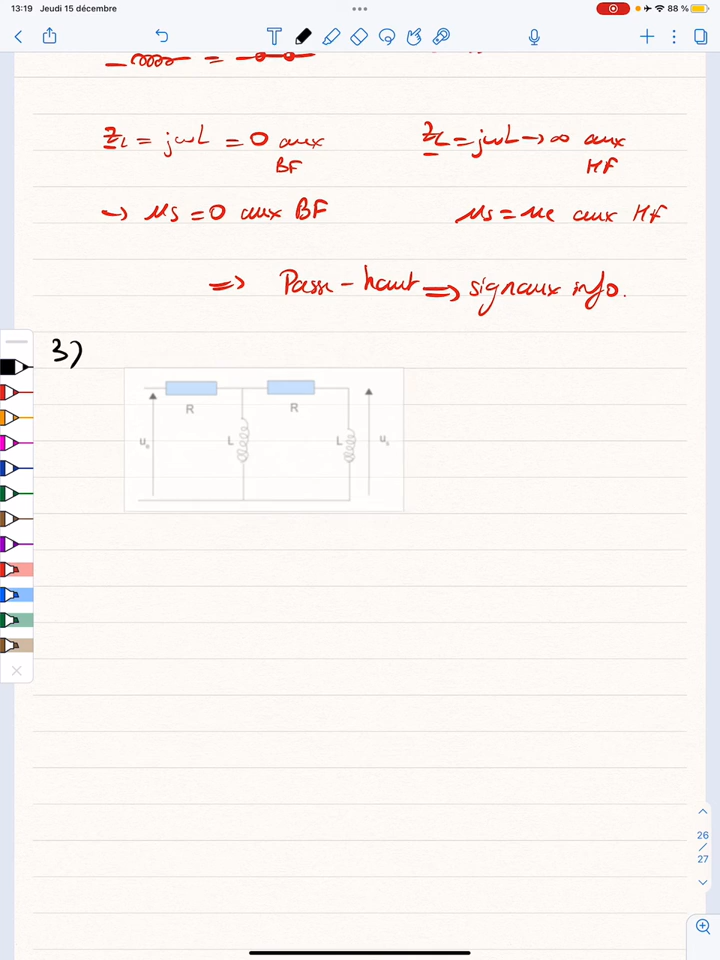 13:19 Jeudi 15 décembre
88 %
Z_L = jωL = 0 aux BF
Z_L = jωL → ∞ aux HF
→ us = 0 aux BF
us = ue aux HF
⇒ Passe-haut ⇒ signaux info.
3)
R
R
u
L
L
u
26
/
27